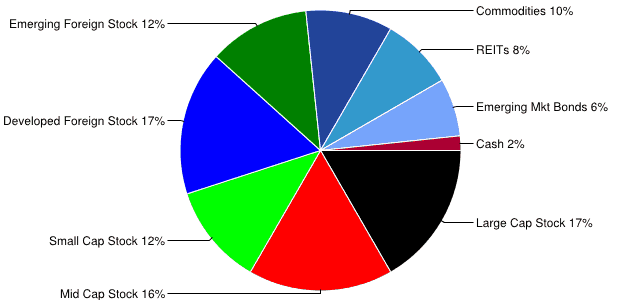 Commodities 10%
Emerging Foreign Stock 12%
REITs 8%
Emerging Mkt Bonds 6%
Developed Foreign Stock 17%
Cash 2%
Large Cap Stock 17%
Small Cap Stock 12%
Mid Cap Stock 16%